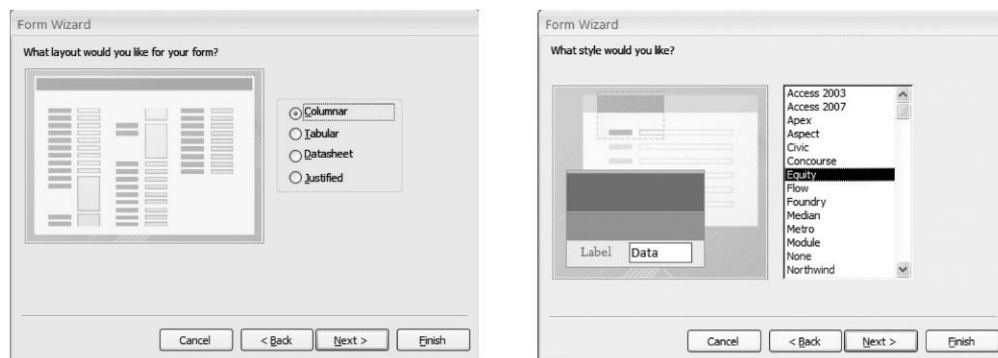 Form Wizard
What layout would you like for your form?
Columnar
Tabular
Datasheet
Justified
Cancel
< Back
Next >
Finish
Form Wizard
What style would you like?
Access 2003
Access 2007
Apex
Aspect
Civic
Concourse
Equity
Flow
Foundry
Median
Metro
Module
None
Northwind
Label
Data
Cancel
< Back
Next >
Finish